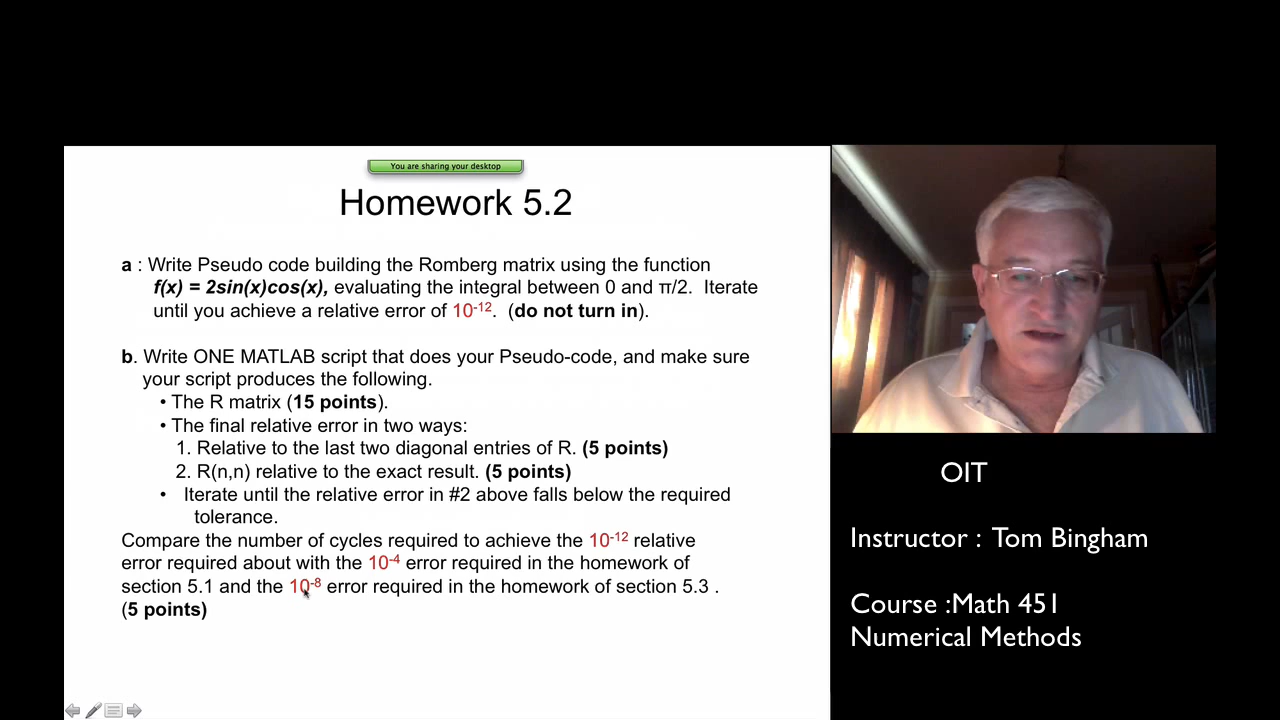 You are sharing your desktop
Homework 5.2
a : Write Pseudo code building the Romberg matrix using the function
f(x) = 2sin(x)cos(x), evaluating the integral between 0 and π/2. Iterate
until you achieve a relative error of 10⁻¹². (do not turn in).
b. Write ONE MATLAB script that does your Pseudo-code, and make sure
your script produces the following.
• The R matrix (15 points).
• The final relative error in two ways:
1. Relative to the last two diagonal entries of R. (5 points)
2. R(n,n) relative to the exact result. (5 points)
• Iterate until the relative error in #2 above falls below the required
tolerance.
Compare the number of cycles required to achieve the 10⁻¹² relative
error required about with the 10⁻⁴ error required in the homework of
section 5.1 and the 10⁻⁸ error required in the homework of section 5.3 .
(5 points)
OIT
Instructor : Tom Bingham
Course :Math 451
Numerical Methods